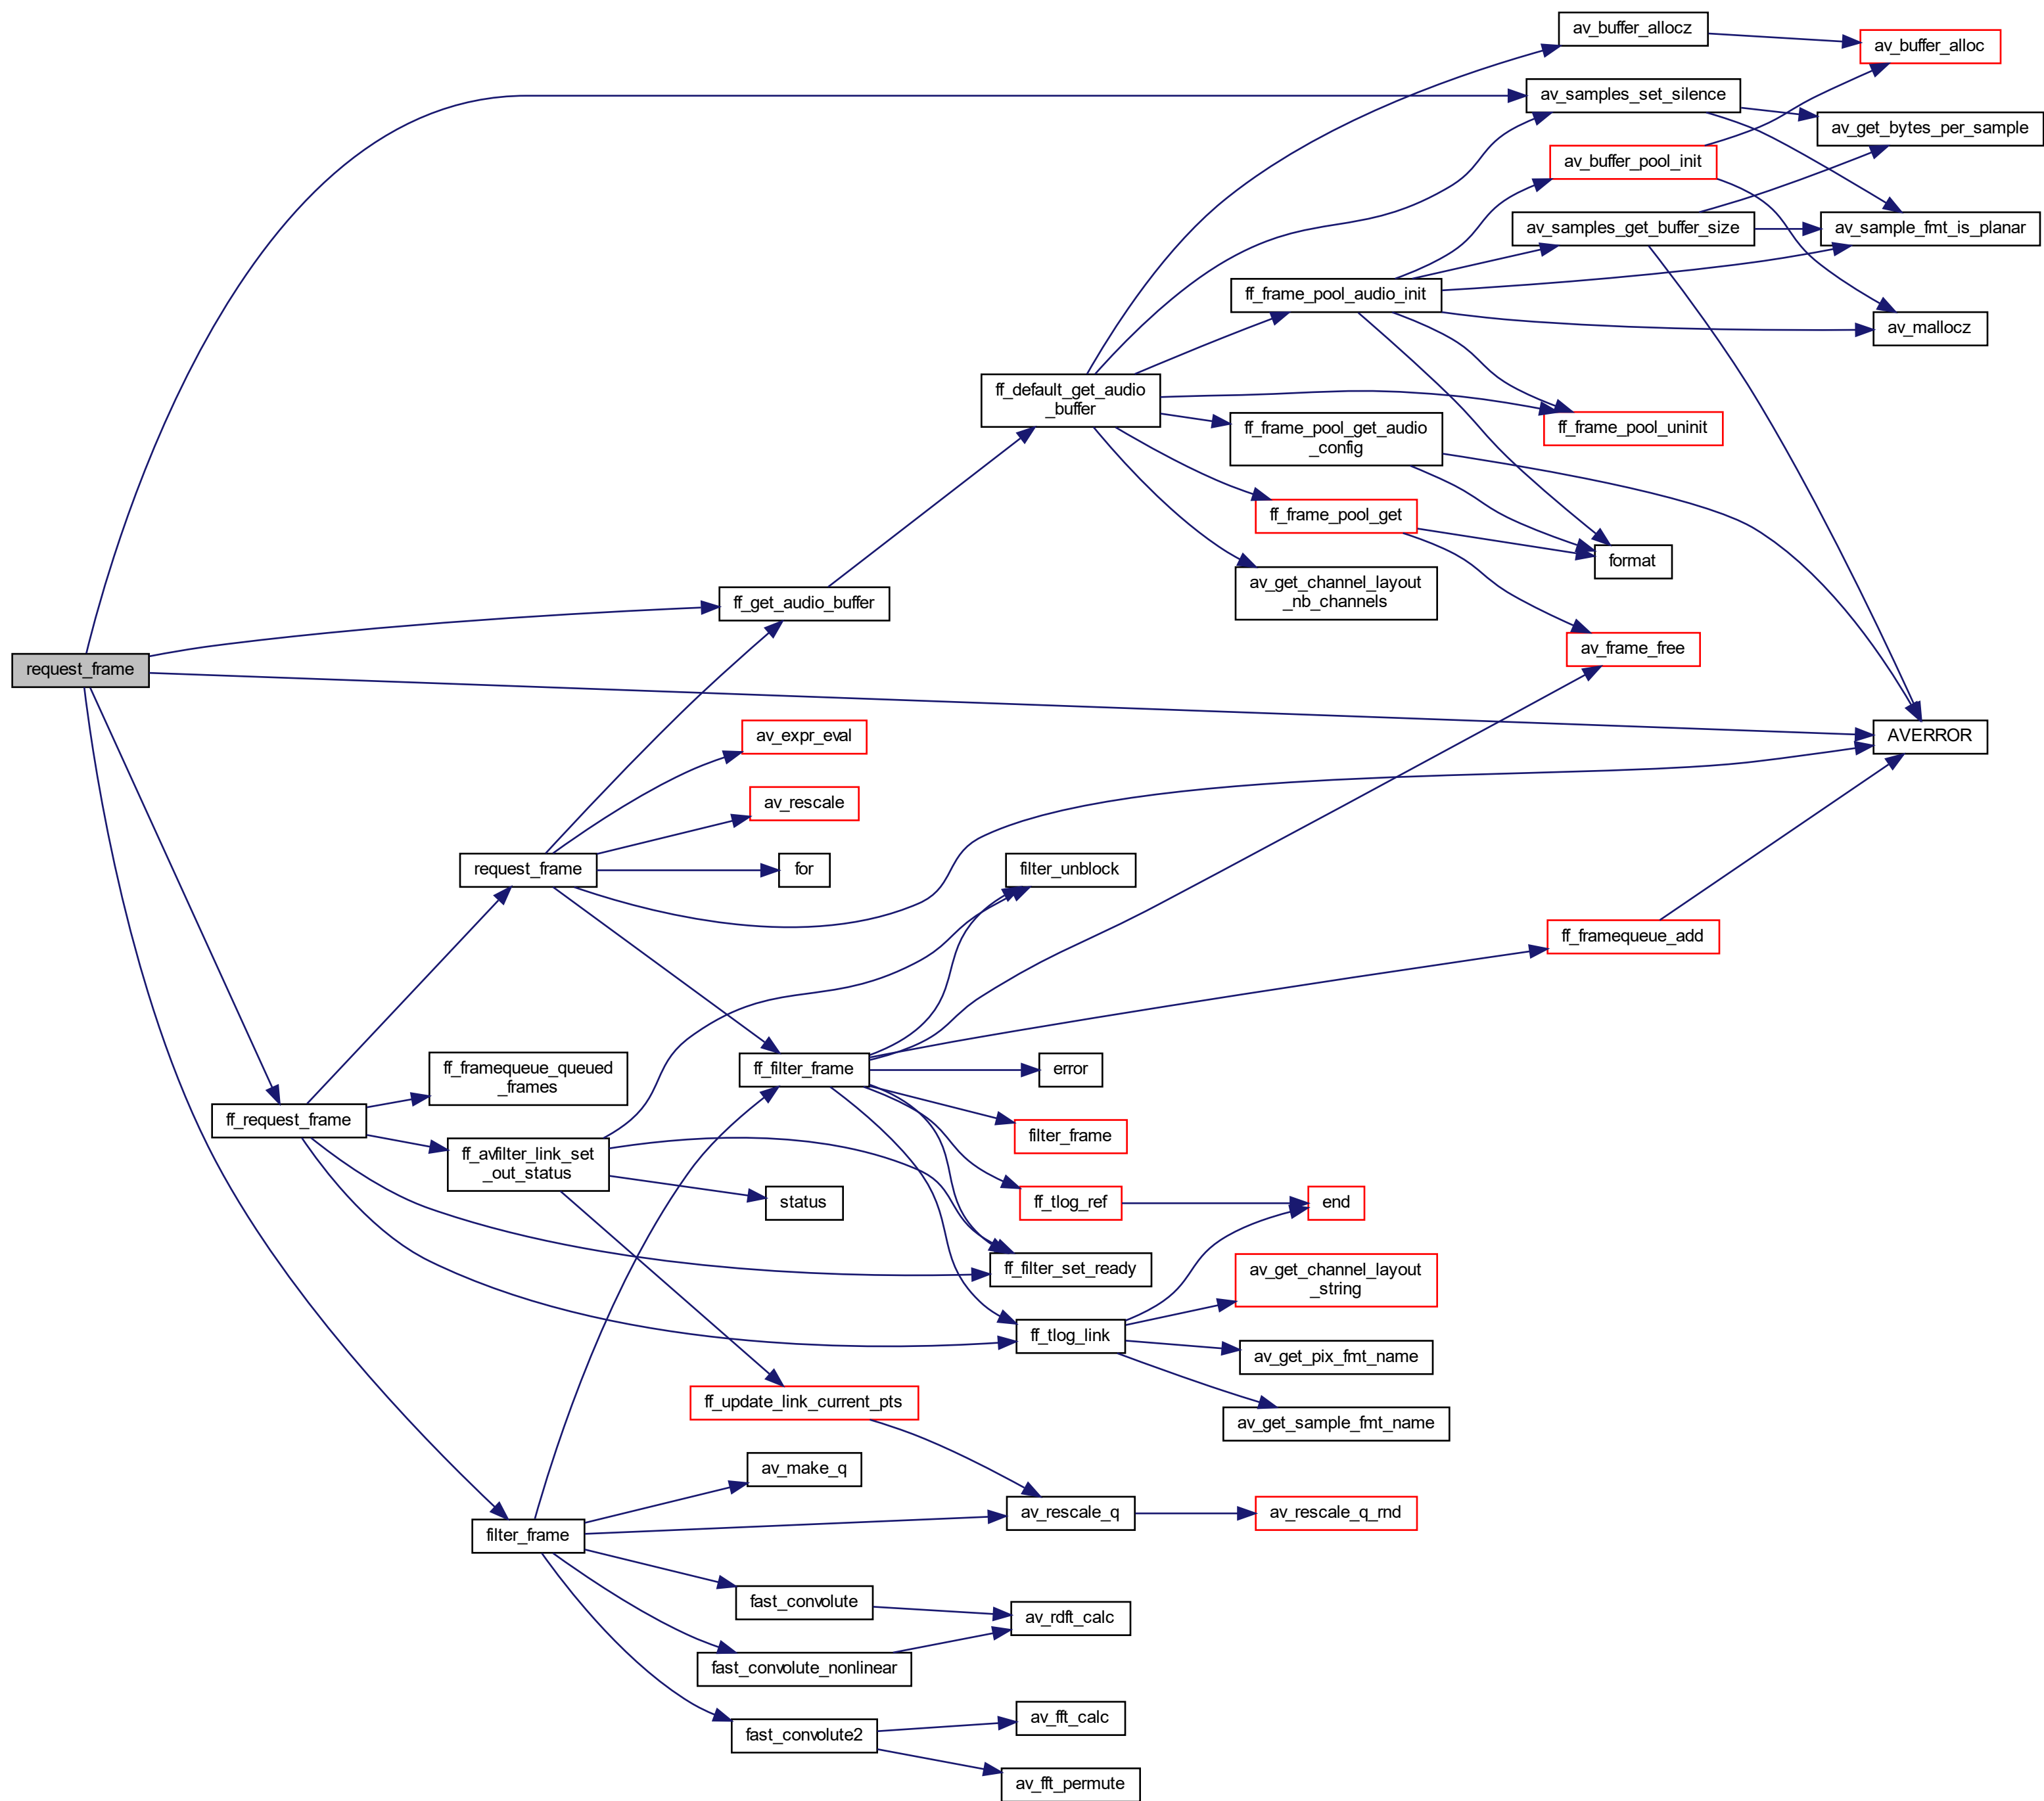 av_buffer_allocz
av_buffer_alloc
av_samples_set_silence
av_get_bytes_per_sample
av_buffer_pool_init
av_samples_get_buffer_size
av_sample_fmt_is_planar
ff_frame_pool_audio_init
av_mallocz
ff_default_get_audio
_buffer
ff_frame_pool_get_audio
_config
ff_frame_pool_uninit
ff_frame_pool_get
format
av_get_channel_layout
_nb_channels
ff_get_audio_buffer
av_frame_free
request_frame
av_expr_eval
AVERROR
av_rescale
request_frame
for
filter_unblock
ff_framequeue_add
ff_framequeue_queued
_frames
ff_filter_frame
error
ff_request_frame
filter_frame
ff_avfilter_link_set
_out_status
status
ff_tlog_ref
end
ff_filter_set_ready
av_get_channel_layout
_string
ff_tlog_link
av_get_pix_fmt_name
ff_update_link_current_pts
av_get_sample_fmt_name
av_make_q
filter_frame
av_rescale_q
av_rescale_q_rnd
fast_convolute
av_rdft_calc
fast_convolute_nonlinear
fast_convolute2
av_fft_calc
av_fft_permute